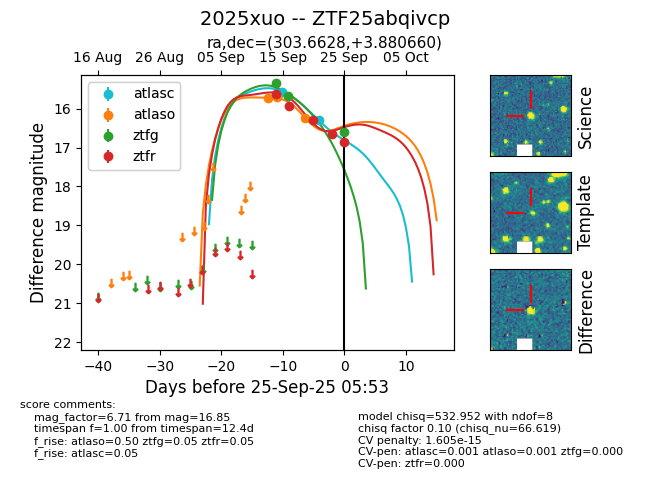 2025xuo -- ZTF25abqivcp
ra,dec=(303.6628,+3.880660)
16 Aug 26 Aug 05 Sep 15 Sep 25 Sep 05 Oct
atlasc
atlaso
ztfg
ztfr
16
17
18
19
20
21
22
Difference magnitude
−40 −30 −20 −10 0 10
Days before 25-Sep-25 05:53
Science
Template
Difference
score comments:
mag_factor=6.71 from mag=16.85
timespan f=1.00 from timespan=12.4d
f_rise: atlaso=0.50 ztfg=0.05 ztfr=0.05
f_rise: atlasc=0.05
model chisq=532.952 with ndof=8
chisq factor 0.10 (chisq_nu=66.619)
CV penalty: 1.605e-15
CV-pen: atlasc=0.001 atlaso=0.001 ztfg=0.000
CV-pen: ztfr=0.000